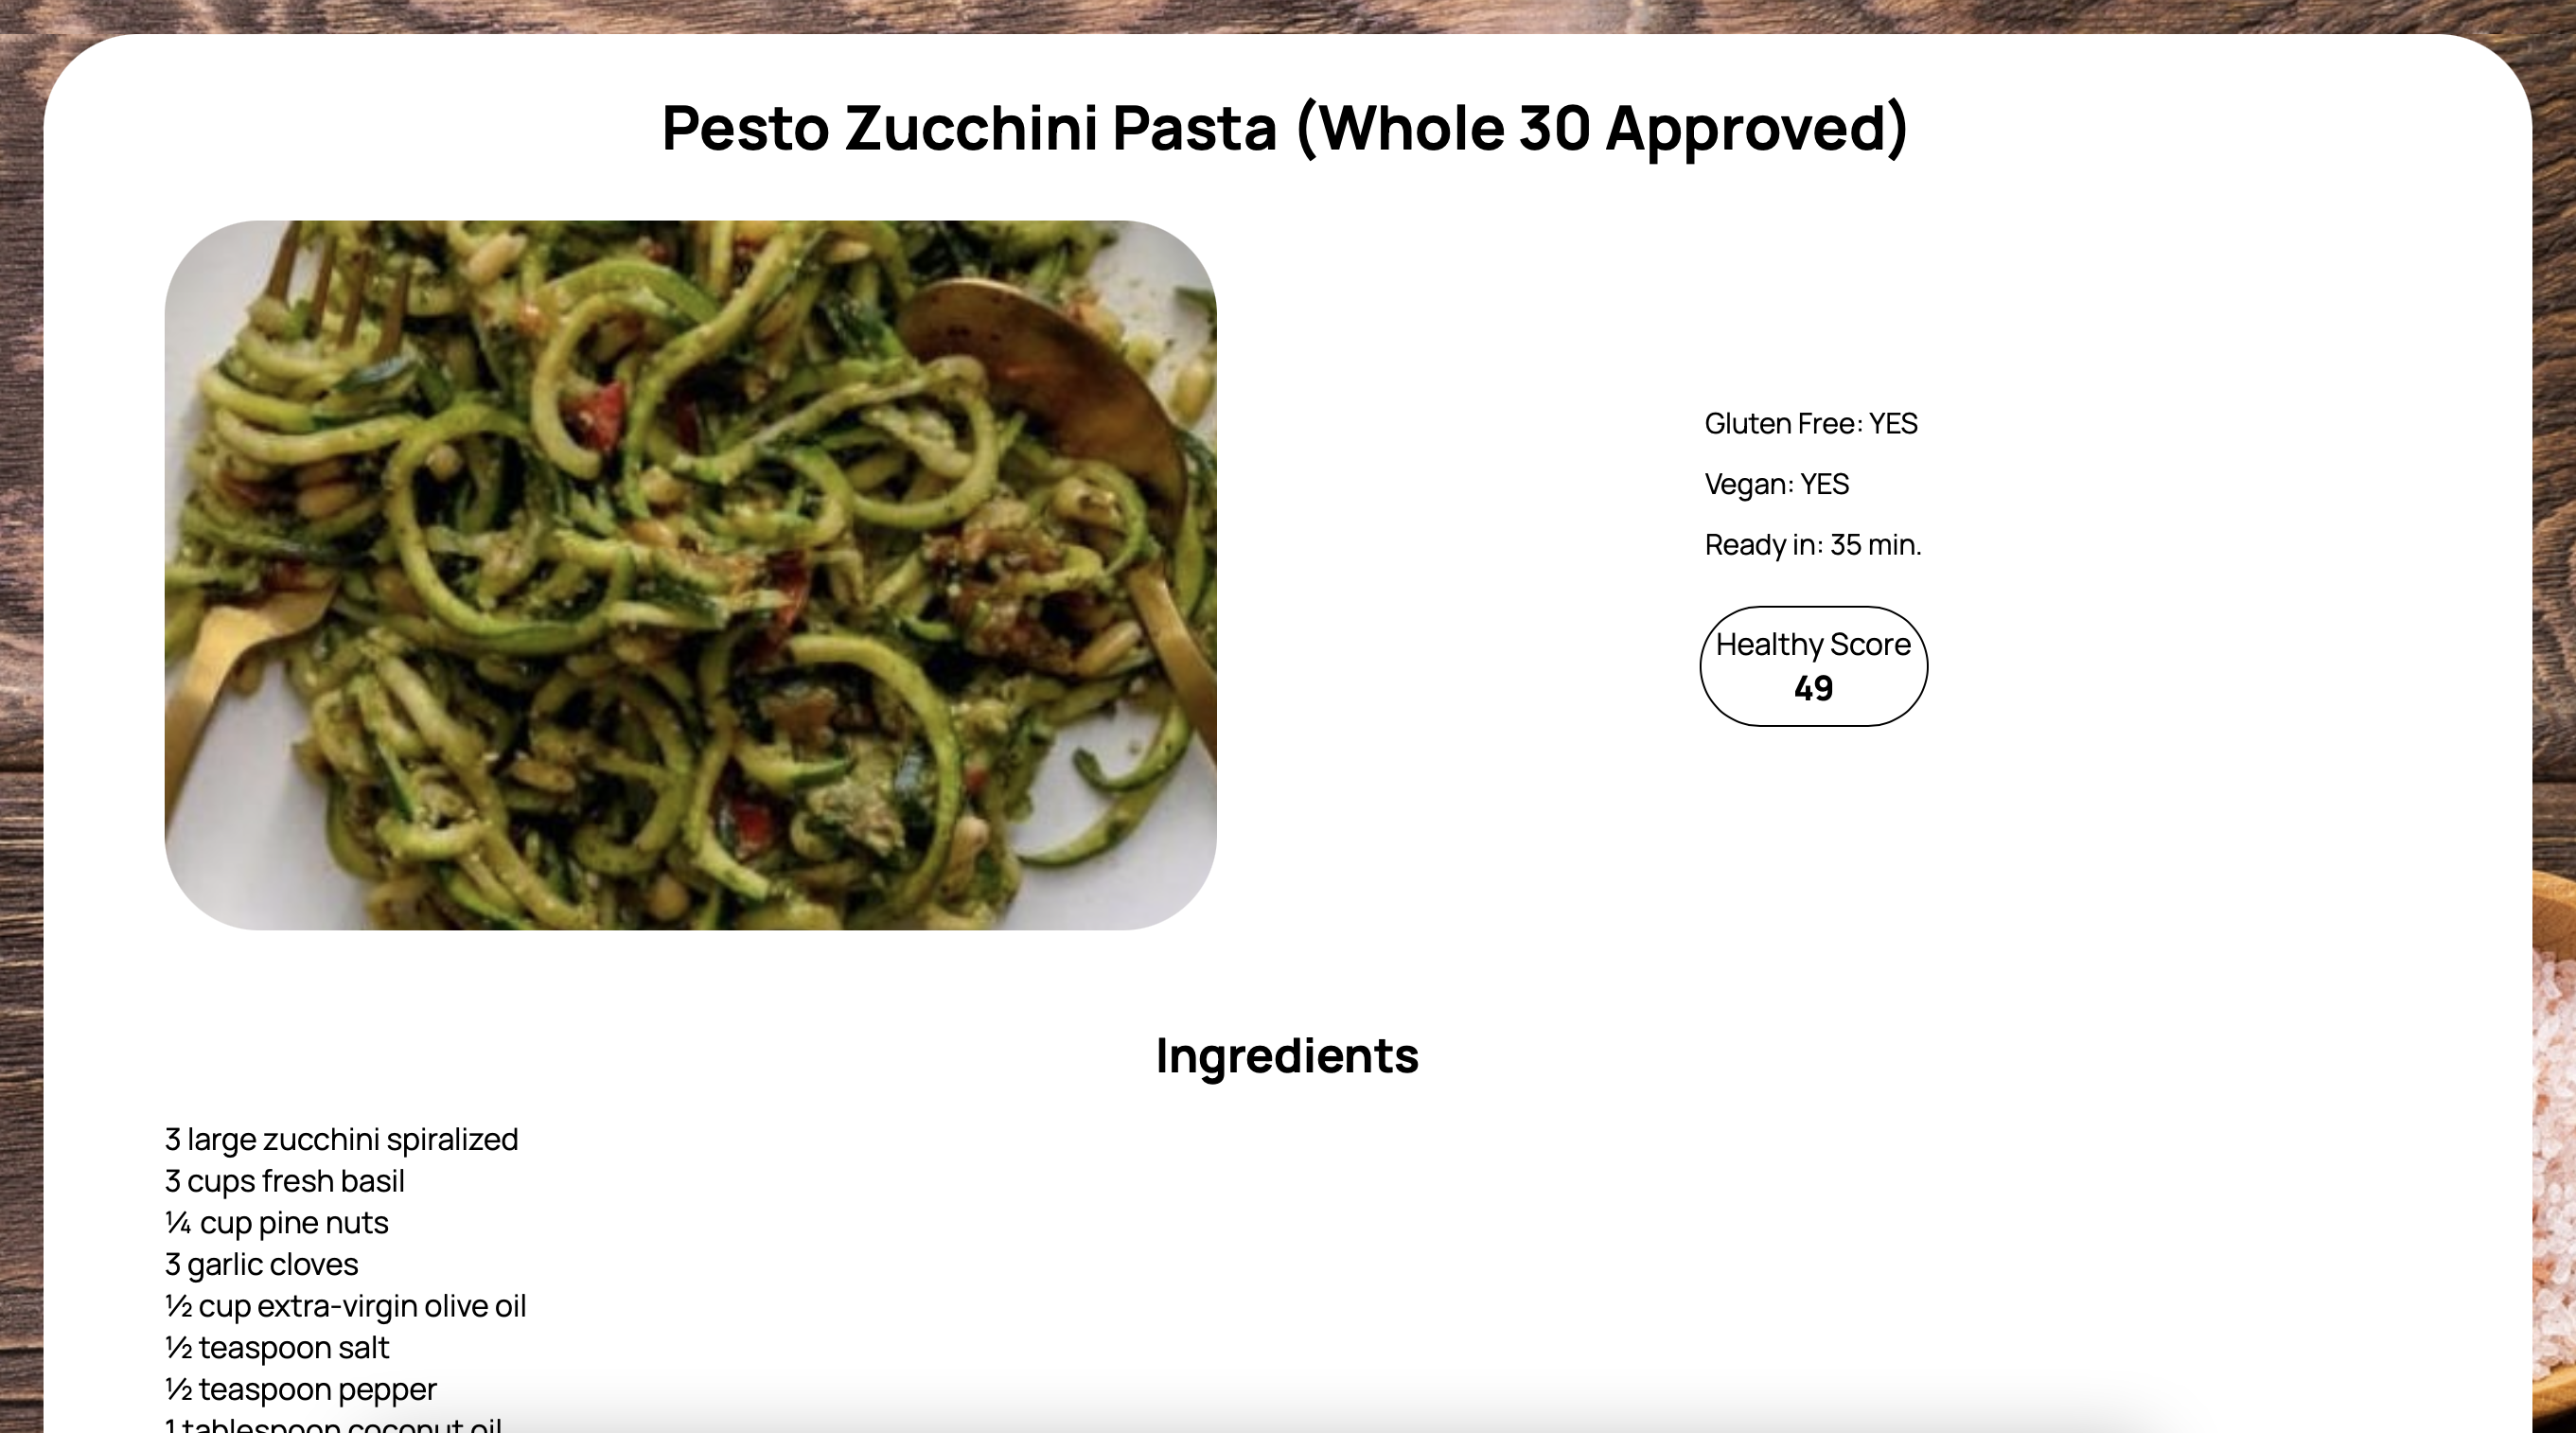 Pesto Zucchini Pasta (Whole 30 Approved)
Gluten Free: YES
Vegan: YES
Ready in: 35 min.
Healthy Score
49
Ingredients
3 large zucchini spiralized
3 cups fresh basil
¼ cup pine nuts
3 garlic cloves
½ cup extra-virgin olive oil
½ teaspoon salt
½ teaspoon pepper
1 tablespoon coconut oil